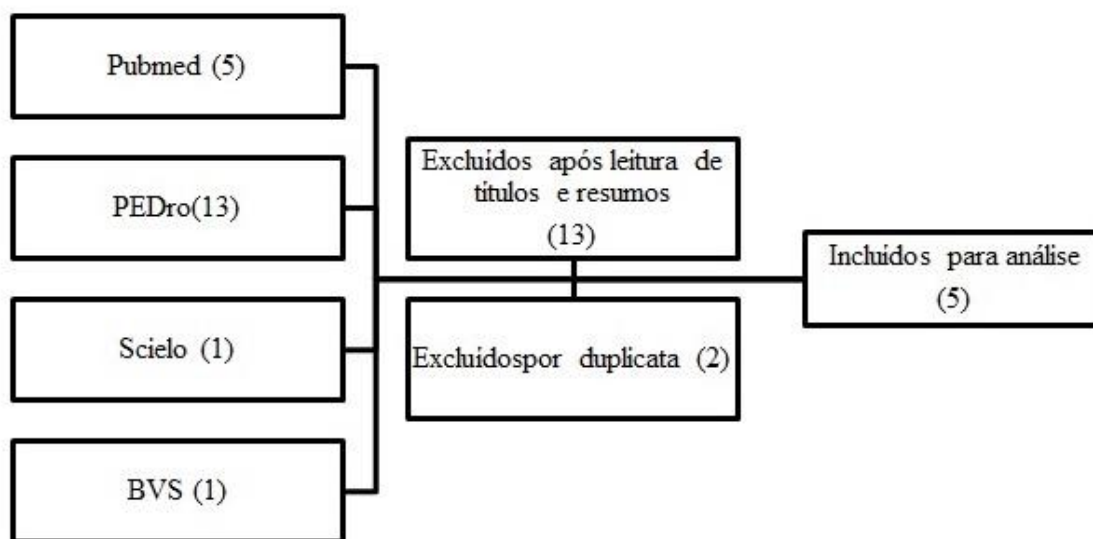 Pubmed (5)
PEDro(13)
Scielo (1)
BVS (1)
Excluídos após leitura de
títulos e resumos
(13)
Excluídospor duplicata (2)
Incluídos para análise
(5)